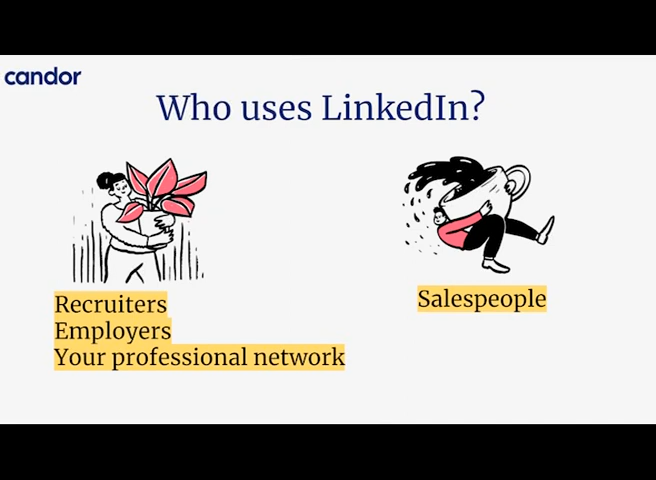 candor
Who uses LinkedIn?
Recruiters
Employers
Your professional network
Salespeople